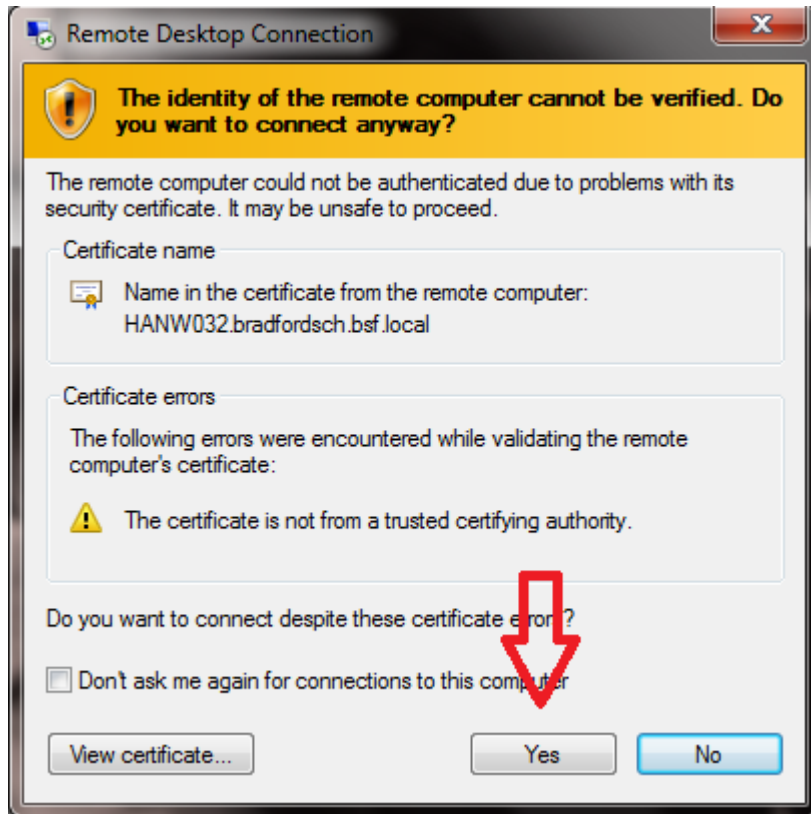 Remote Desktop Connection
The identity of the remote computer cannot be verified. Do
you want to connect anyway?
The remote computer could not be authenticated due to problems with its
security certificate. It may be unsafe to proceed.
Certificate name
Name in the certificate from the remote computer:
HANW032.bradfordsch.bsf.local
Certificate errors
The following errors were encountered while validating the remote
computer's certificate:
The certificate is not from a trusted certifying authority.
Do you want to connect despite these certificate errors?
Don't ask me again for connections to this computer
View certificate...
Yes
No